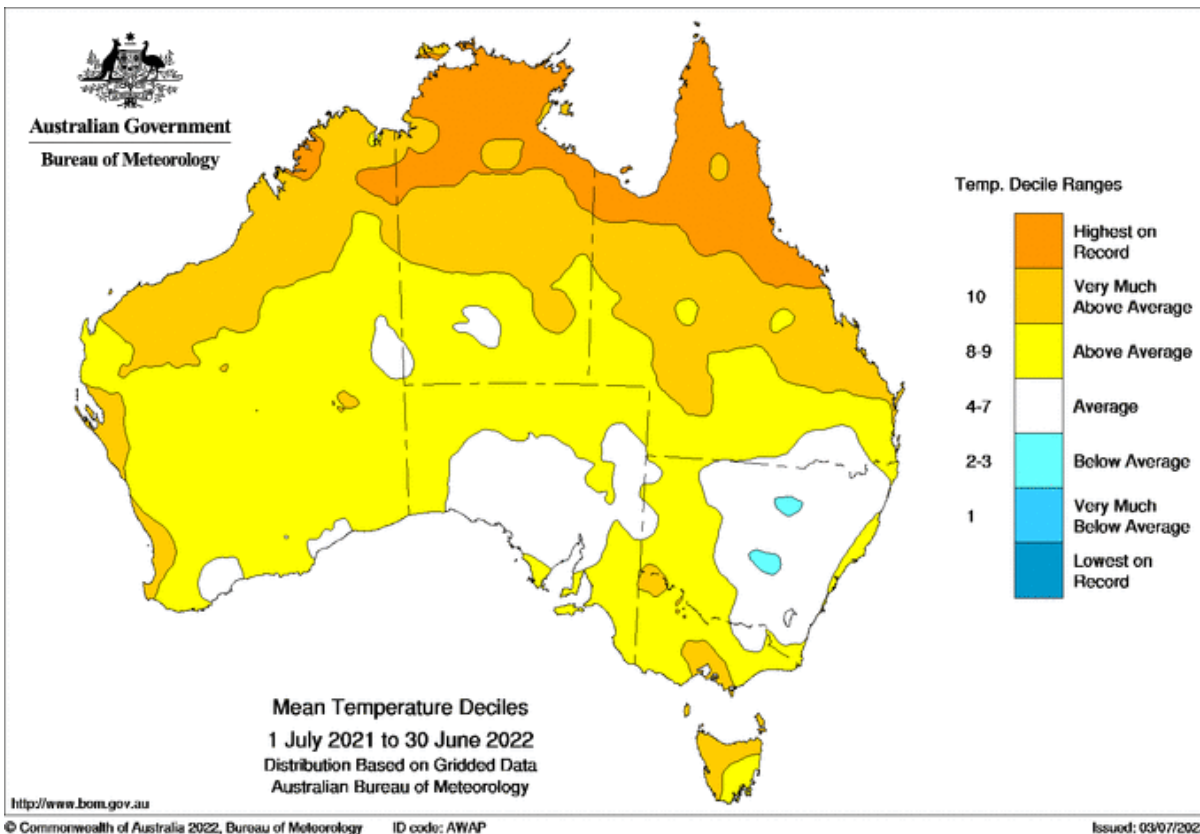 Australian Government
Bureau of Meteorology
Temp. Decile Ranges
Highest on
Record
10
Very Much
Above Average
8-9
Above Average
4-7
Average
2-3
Below Average
1
Very Much
Below Average
Lowest on
Record
Mean Temperature Deciles
1 July 2021 to 30 June 2022
Distribution Based on Gridded Data
Australian Bureau of Meteorology
http://www.bom.gov.au
© Commonwealth of Australia 2022, Bureau of Meteorology ID code: AWAP Issued: 03/07/202